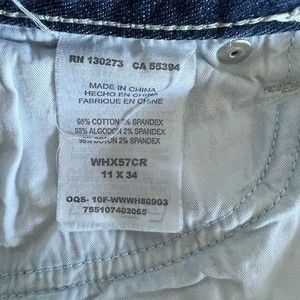 RN 130273 CA 55394
MADE IN CHINA
HECHO EN CHINA
FABRIQUE EN CHINE
98% COTTON 2% SPANDEX
98% ALGODON 2% SPANDEX
98% COTON 2% SPANDEX
WHX57CR
11 X 34
OQS- 10F-WWWH88903
755107402065